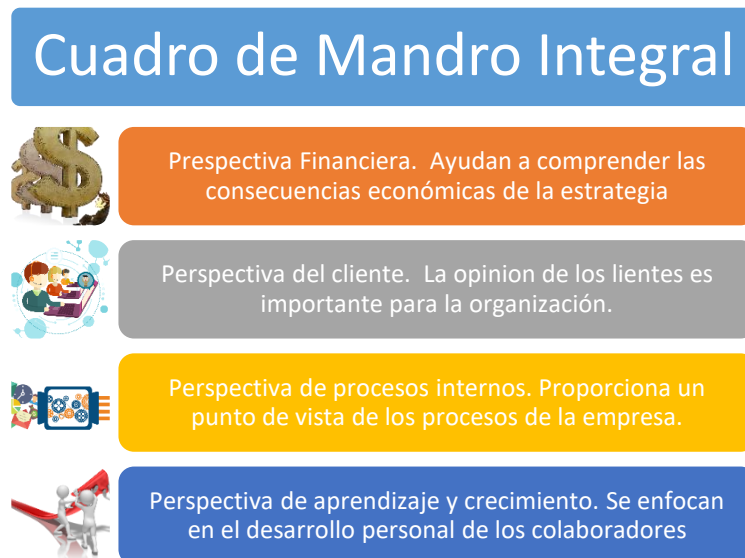 Cuadro de Mandro Integral
Prespectiva Financiera. Ayudan a comprender las
consecuencias económicas de la estrategia
Perspectiva del cliente. La opinion de los lientes es
importante para la organización.
Perspectiva de procesos internos. Proporciona un
punto de vista de los procesos de la empresa.
Perspectiva de aprendizaje y crecimiento. Se enfocan
en el desarrollo personal de los colaboradores